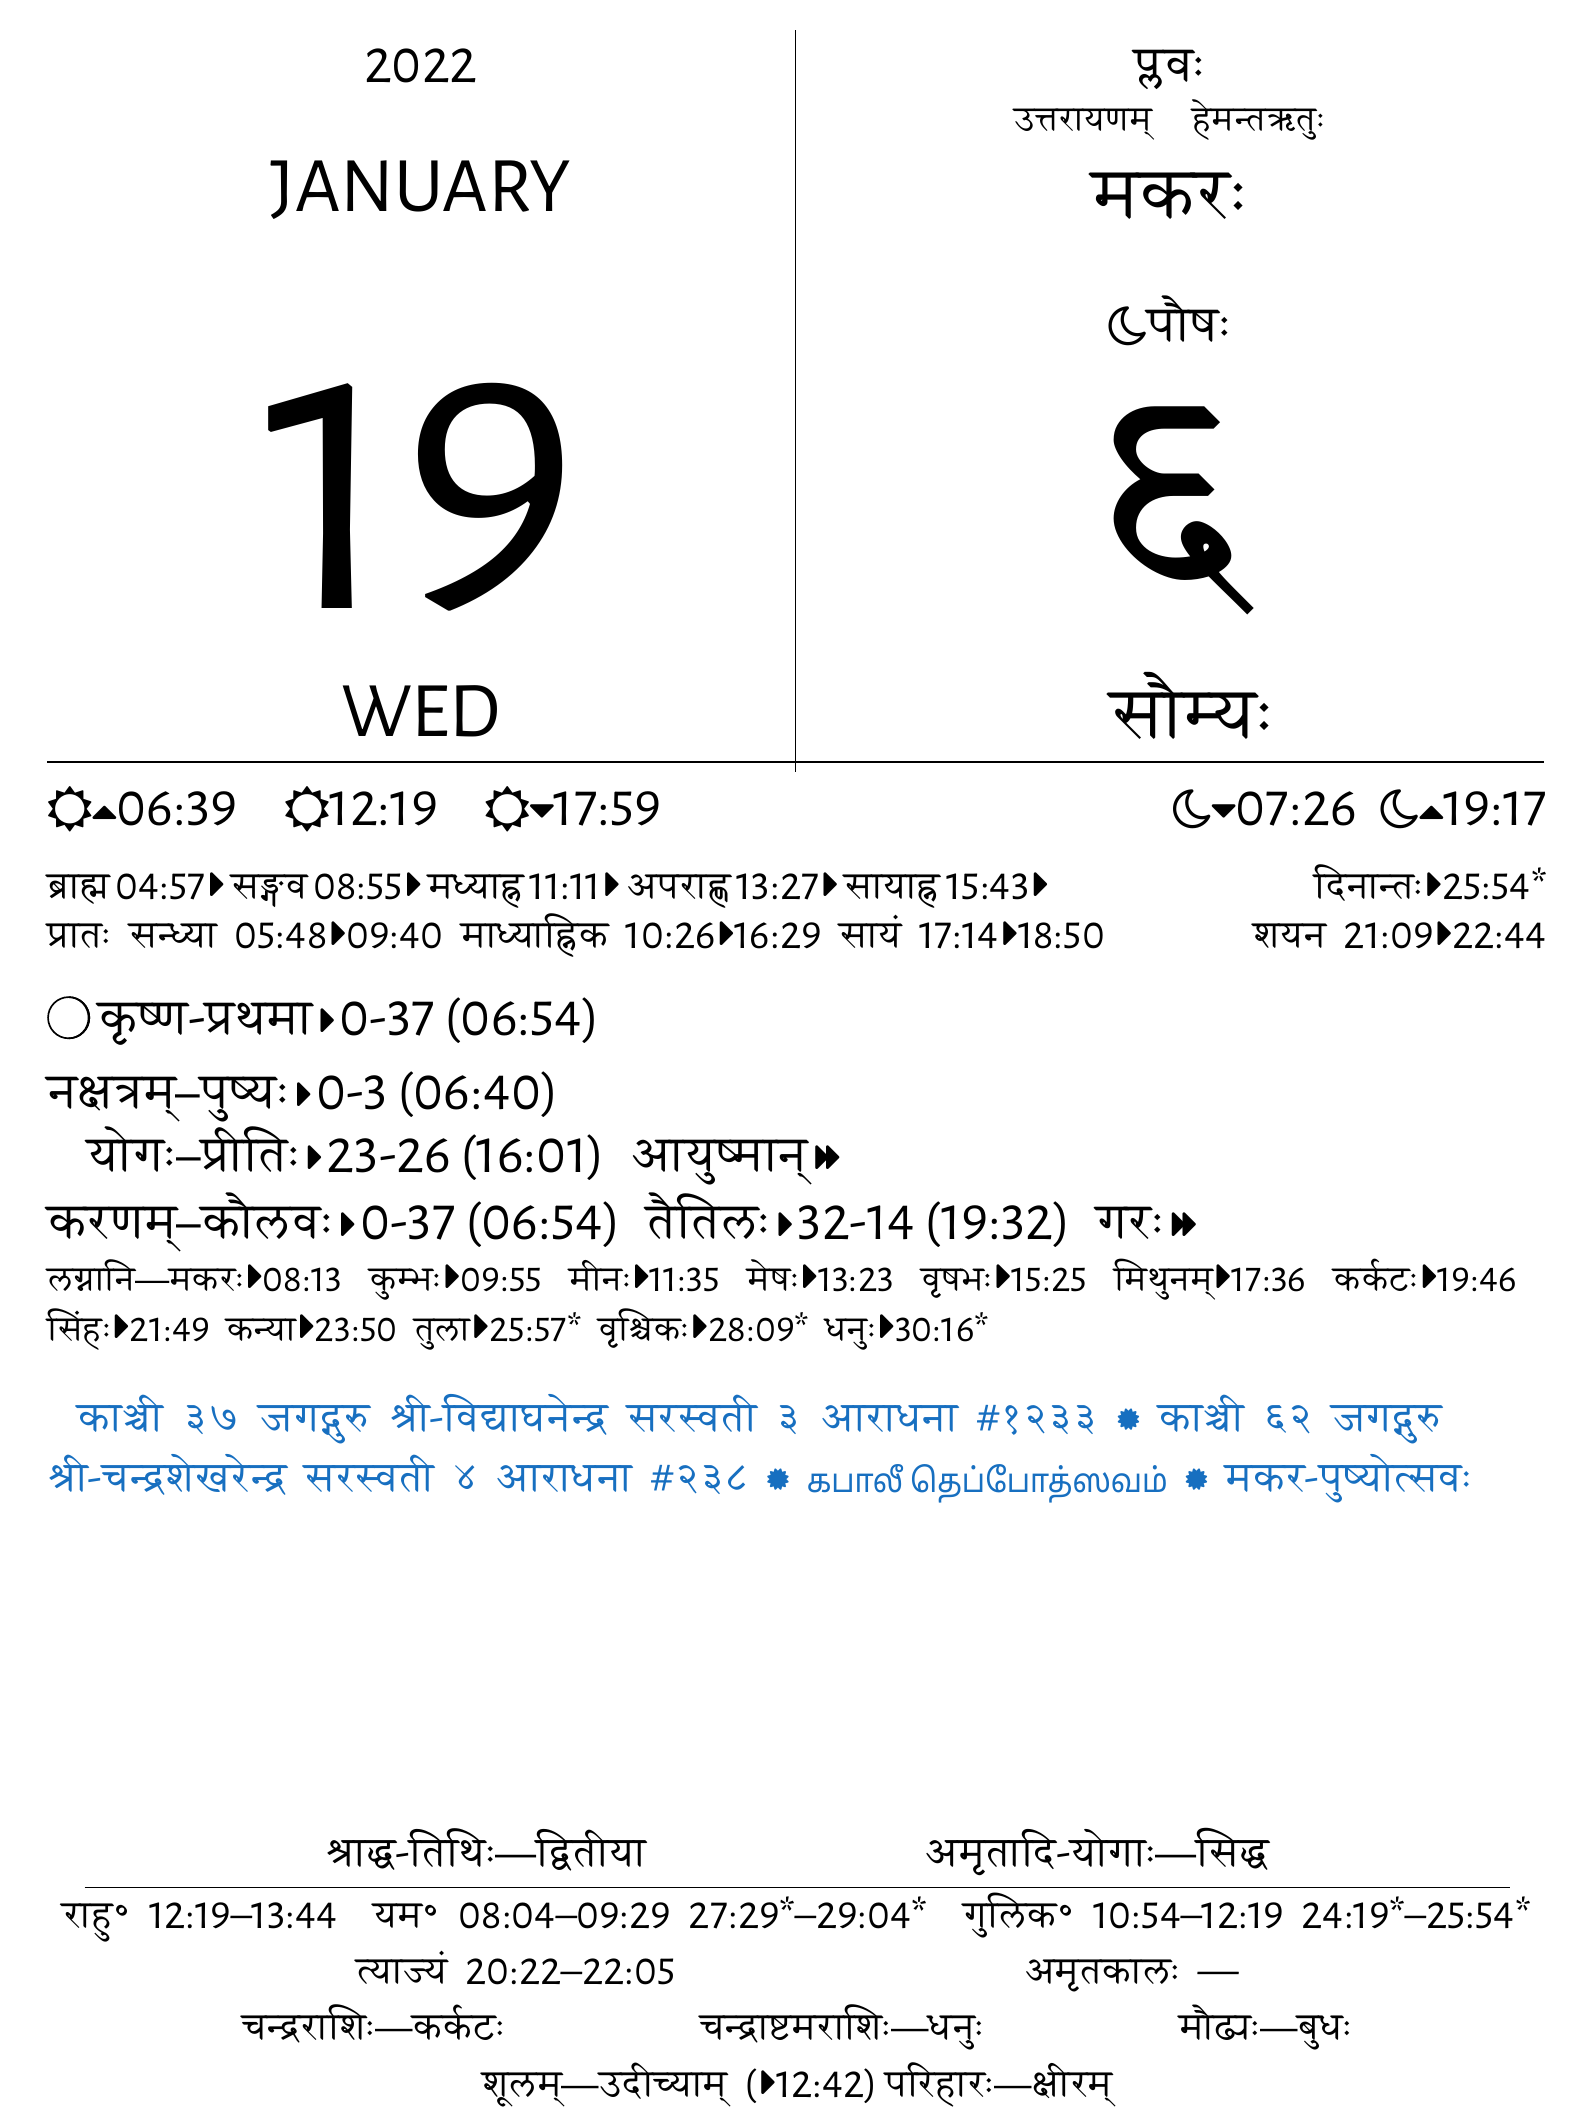 2022
JANUARY
19
WED
प्लवः
उत्तरायणम् हेमन्तऋतुः
मकरः
पौषः
६
सौम्यः
06:39 12:19 17:59 07:26 19:17
ब्राह्म 04:57 सङ्गव 08:55 मध्याह्न 11:11 अपराह्ण 13:27 सायाह्न 15:43 दिनान्तः 25:54*
प्रातः सन्ध्या 05:48 09:40 माध्याह्निक 10:26 16:29 सायं 17:14 18:50 शयन 21:09 22:44
कृष्ण-प्रथमा 0-37 (06:54)
नक्षत्रम्–पुष्यः 0-3 (06:40)
योगः–प्रीतिः 23-26 (16:01) आयुष्मान्
करणम्–कौलवः 0-37 (06:54) तैतिलः 32-14 (19:32) गरः
लग्नानि—मकरः 08:13 कुम्भः 09:55 मीनः 11:35 मेषः 13:23 वृषभः 15:25 मिथुनम् 17:36 कर्कटः 19:46
सिंहः 21:49 कन्या 23:50 तुला 25:57* वृश्चिकः 28:09* धनुः 30:16*
काञ्ची ३७ जगद्गुरु श्री-विद्याघनेन्द्र सरस्वती ३ आराधना #१२३३ ✹ काञ्ची ६२ जगद्गुरु
श्री-चन्द्रशेखरेन्द्र सरस्वती ४ आराधना #२३८ ✹ கபாலீ தெப்போத்ஸவம் ✹ मकर-पुष्योत्सवः
श्राद्ध-तिथिः—द्वितीया अमृतादि-योगाः—सिद्ध
राहु॰ 12:19–13:44 यम॰ 08:04–09:29 27:29*–29:04* गुलिक॰ 10:54–12:19 24:19*–25:54*
त्याज्यं 20:22–22:05 अमृतकालः —
चन्द्रराशिः—कर्कटः चन्द्राष्टमराशिः—धनुः मौढ्यः—बुधः
शूलम्—उदीच्याम् (12:42) परिहारः—क्षीरम्